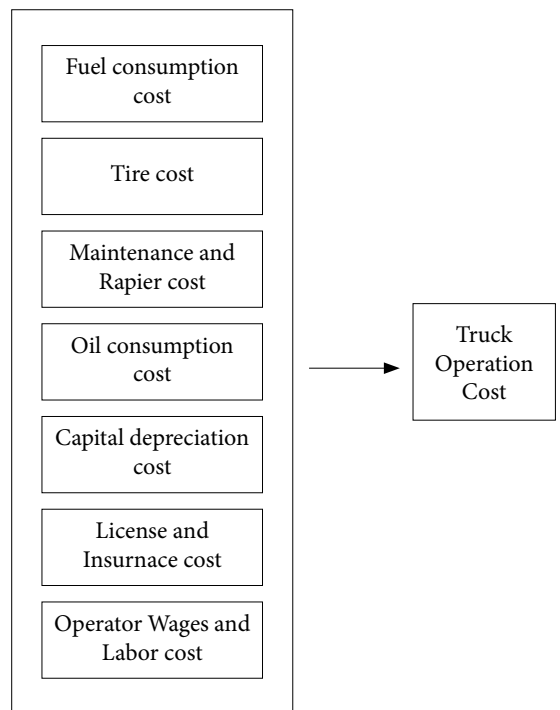 Fuel consumption
cost
Tire cost
Maintenance and
Rapier cost
Oil consumption
cost
Capital depreciation
cost
License and
Insurnace cost
Operator Wages and
Labor cost
Truck
Operation
Cost